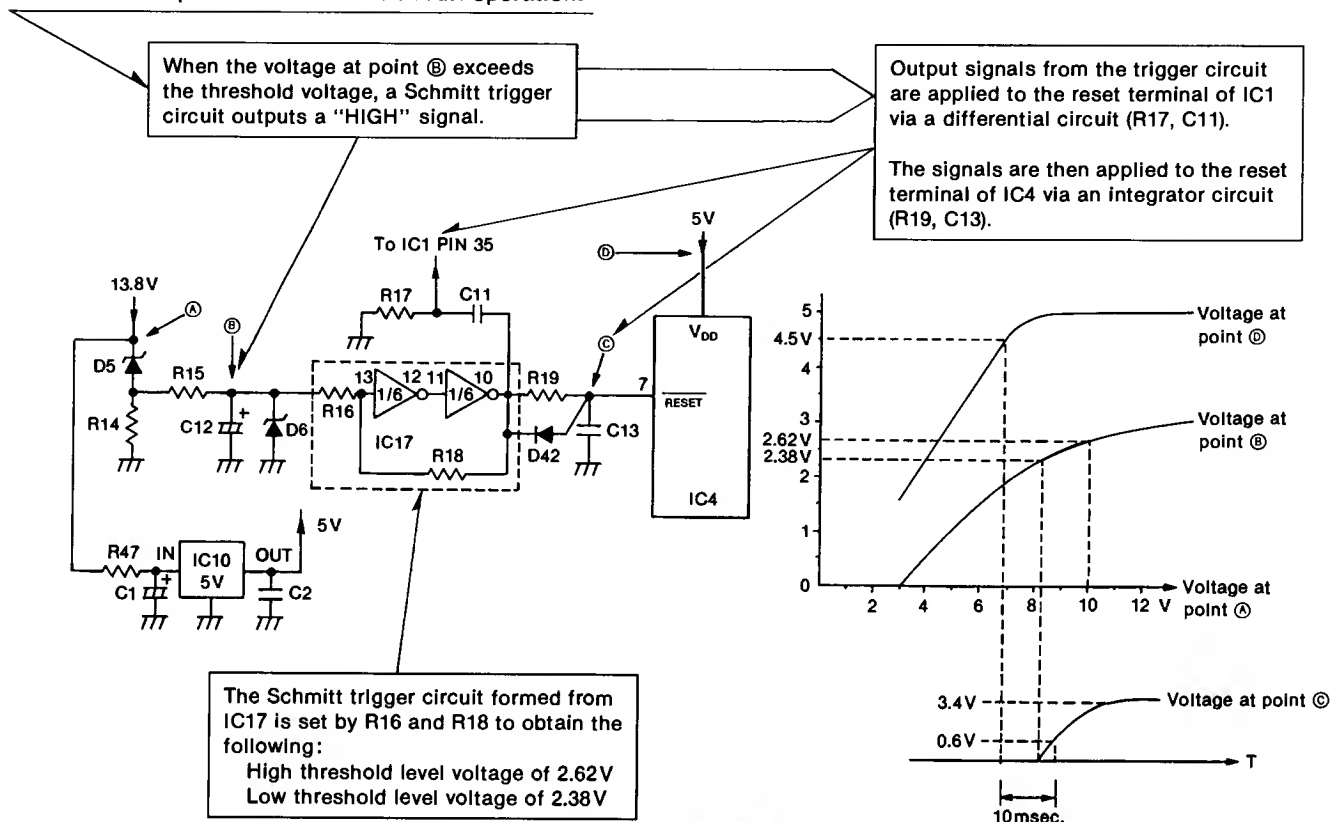 operation.
When the voltage at point Ⓑ exceeds
the threshold voltage, a Schmitt trigger
circuit outputs a “HIGH” signal.
Output signals from the trigger circuit
are applied to the reset terminal of IC1
via a differential circuit (R17, C11).
The signals are then applied to the reset
terminal of IC4 via an integrator circuit
(R19, C13).
To IC1 PIN 35
5V
Ⓓ
13.8V
Ⓐ
Ⓑ
R17
C11
Ⓒ
V_DD
D5
R15
13
12
11
10
R19
7
RESET
1/6
1/6
R16
R14
C12
+
D6
IC17
R18
D42
C13
IC4
5V
R47
IN
IC10
5V
OUT
C1
+
C2
The Schmitt trigger circuit formed from
IC17 is set by R16 and R18 to obtain the
following:
High threshold level voltage of 2.62V
Low threshold level voltage of 2.38V
5
4.5V
4
3
2.62V
2.38V
2
1
0
Voltage at
point Ⓓ
Voltage at
point Ⓑ
2 4 6 8 10 12 V
Voltage at
point Ⓐ
3.4V
0.6V
Voltage at point Ⓒ
T
10msec.